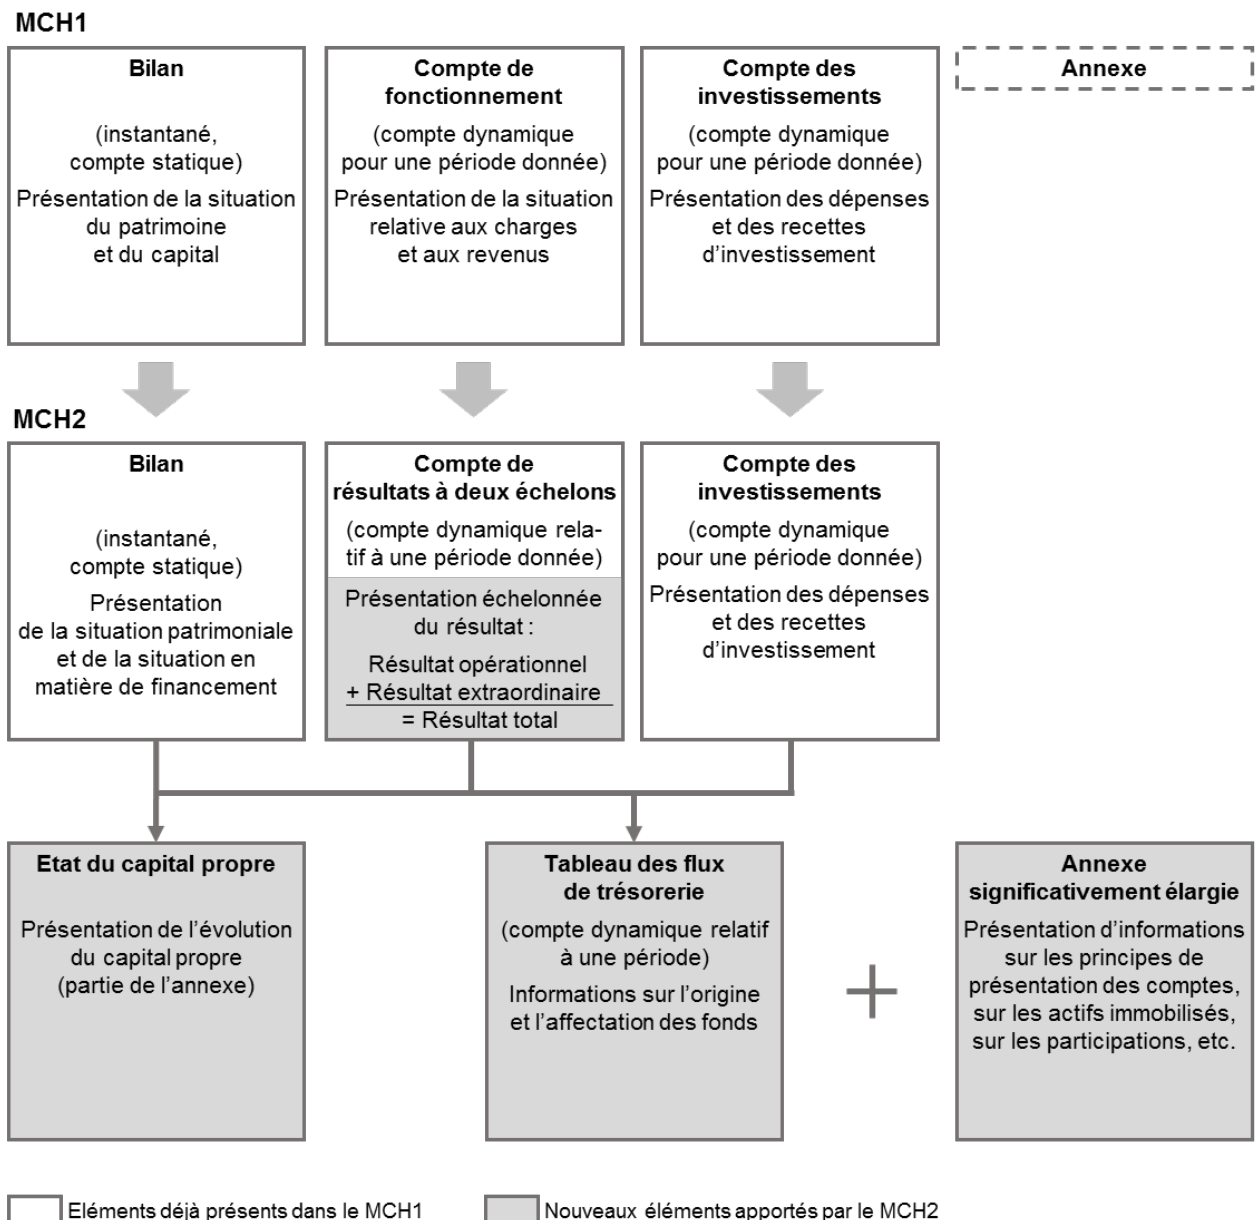 MCH1
Bilan
(instantané,
compte statique)
Présentation de la situation
du patrimoine
et du capital
Compte de
fonctionnement
(compte dynamique
pour une période donnée)
Présentation de la situation
relative aux charges
et aux revenus
Compte des
investissements
(compte dynamique
pour une période donnée)
Présentation des dépenses
et des recettes
d’investissement
Annexe
MCH2
Bilan
(instantané,
compte statique)
Présentation
de la situation patrimoniale
et de la situation en
matière de financement
Compte de
résultats à deux échelons
(compte dynamique rela-
tif à une période donnée)
Présentation échelonnée
du résultat :
Résultat opérationnel
+ Résultat extraordinaire
= Résultat total
Compte des
investissements
(compte dynamique
pour une période donnée)
Présentation des dépenses
et des recettes
d’investissement
Etat du capital propre
Présentation de l’évolution
du capital propre
(partie de l’annexe)
Tableau des flux
de trésorerie
(compte dynamique relatif
à une période)
Informations sur l’origine
et l’affectation des fonds
+
Annexe
significativement élargie
Présentation d’informations
sur les principes de
présentation des comptes,
sur les actifs immobilisés,
sur les participations, etc.
Eléments déjà présents dans le MCH1
Nouveaux éléments apportés par le MCH2